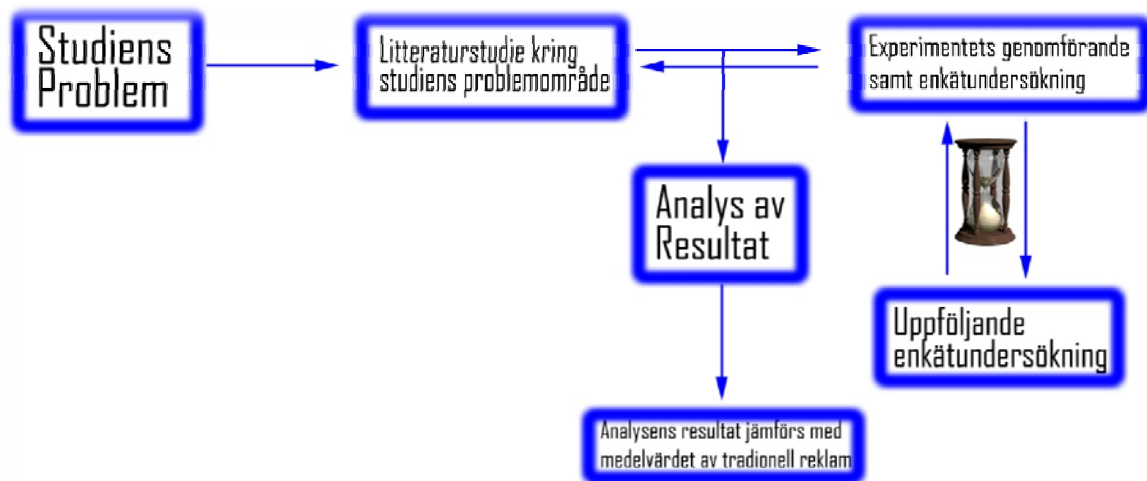 Studiens
Problem
Litteraturstudie kring
studiens problemområde
Experimentets genomförande
samt enkätundersökning
Analys av
Resultat
Uppföljande
enkätundersökning
Analysens resultat jämförs med
medelvärdet av tradionell reklam